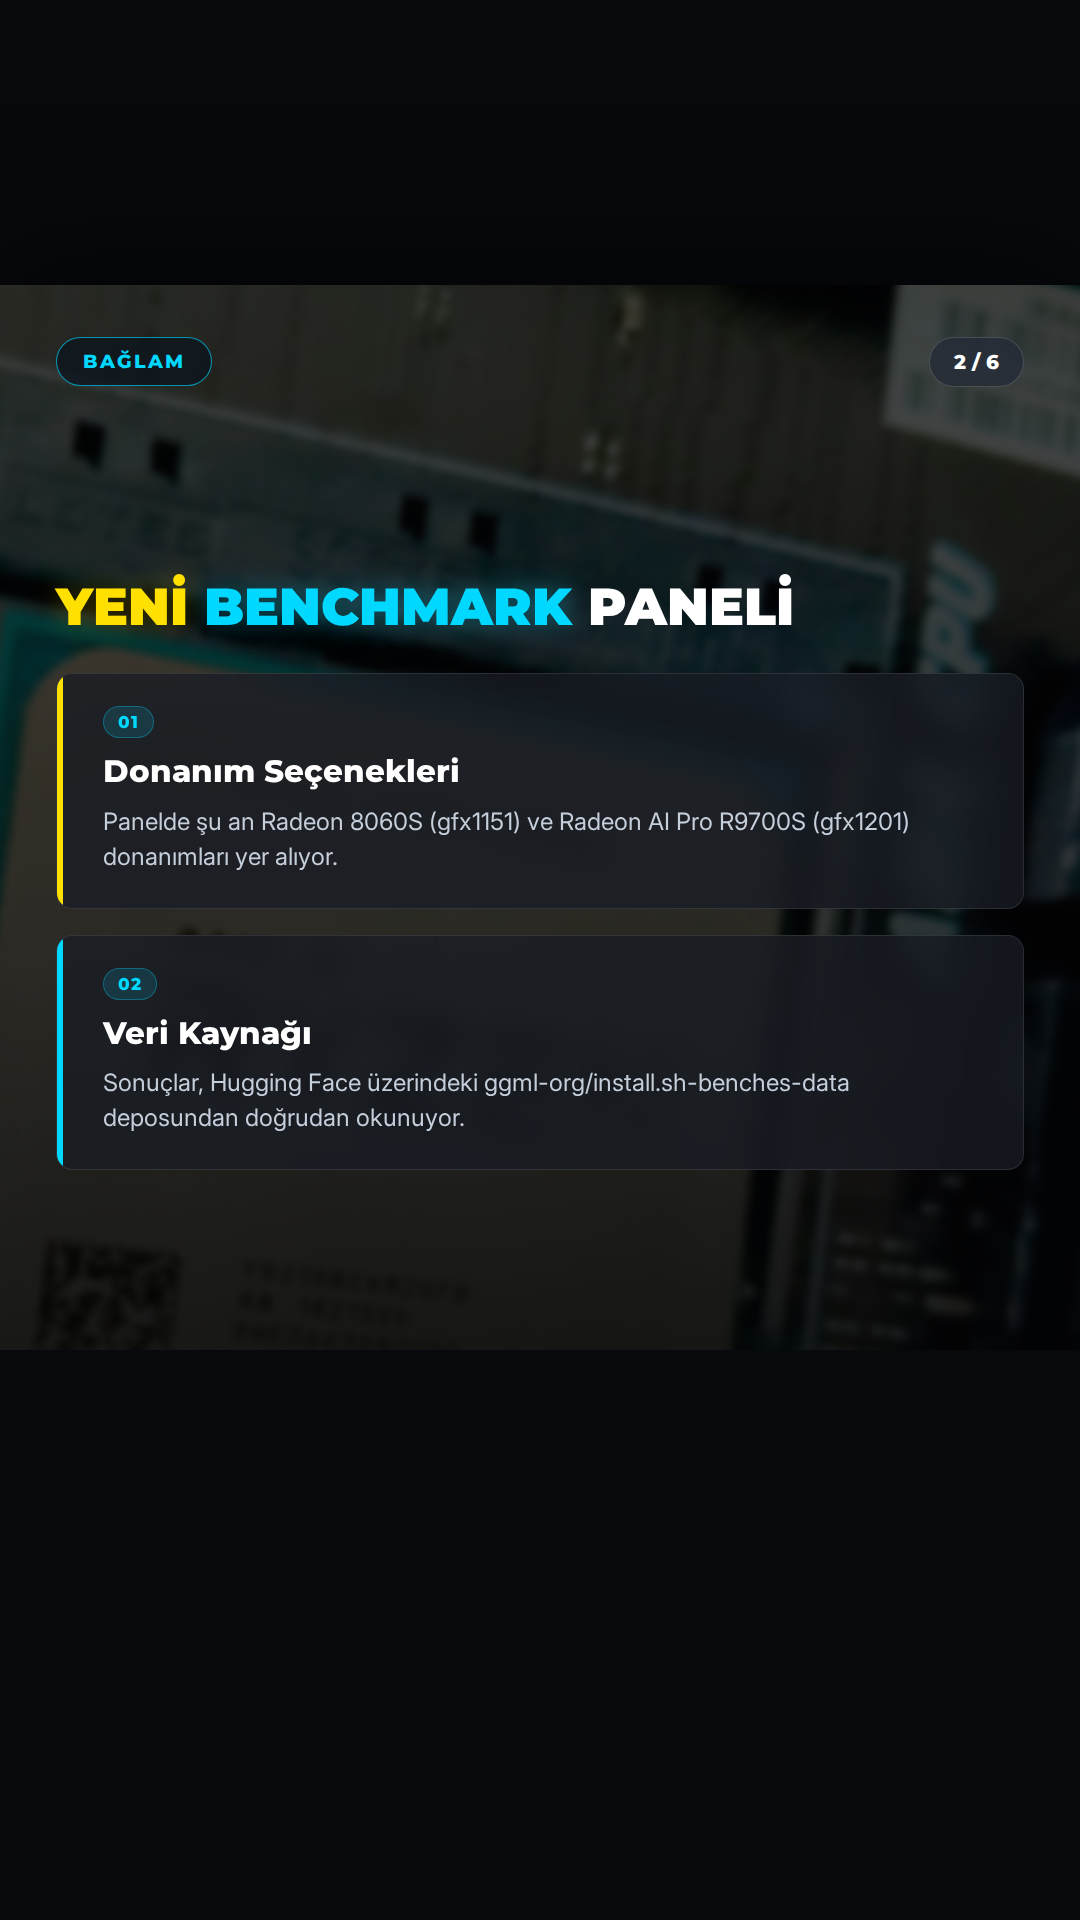 BAĞLAM
2 / 6
YENİ BENCHMARK PANELİ
01
Donanım Seçenekleri
Panelde şu an Radeon 8060S (gfx1151) ve Radeon AI Pro R9700S (gfx1201)
donanımları yer alıyor.
02
Veri Kaynağı
Sonuçlar, Hugging Face üzerindeki ggml-org/install.sh-benches-data
deposundan doğrudan okunuyor.